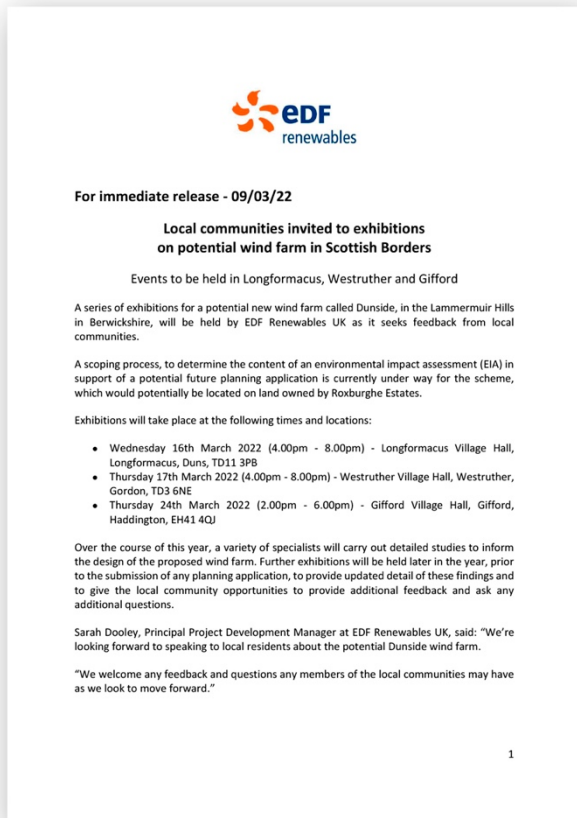 eDF
renewables
For immediate release - 09/03/22
Local communities invited to exhibitions
on potential wind farm in Scottish Borders
Events to be held in Longformacus, Westruther and Gifford
A series of exhibitions for a potential new wind farm called Dunside, in the Lammermuir Hills
in Berwickshire, will be held by EDF Renewables UK as it seeks feedback from local
communities.
A scoping process, to determine the content of an environmental impact assessment (EIA) in
support of a potential future planning application is currently under way for the scheme,
which would potentially be located on land owned by Roxburghe Estates.
Exhibitions will take place at the following times and locations:
• Wednesday 16th March 2022 (4.00pm - 8.00pm) - Longformacus Village Hall,
Longformacus, Duns, TD11 3PB
• Thursday 17th March 2022 (4.00pm - 8.00pm) - Westruther Village Hall, Westruther,
Gordon, TD3 6NE
• Thursday 24th March 2022 (2.00pm - 6.00pm) - Gifford Village Hall, Gifford,
Haddington, EH41 4QJ
Over the course of this year, a variety of specialists will carry out detailed studies to inform
the design of the proposed wind farm. Further exhibitions will be held later in the year, prior
to the submission of any planning application, to provide updated detail of these findings and
to give the local community opportunities to provide additional feedback and ask any
additional questions.
Sarah Dooley, Principal Project Development Manager at EDF Renewables UK, said: “We’re
looking forward to speaking to local residents about the potential Dunside wind farm.
“We welcome any feedback and questions any members of the local communities may have
as we look to move forward.”
1